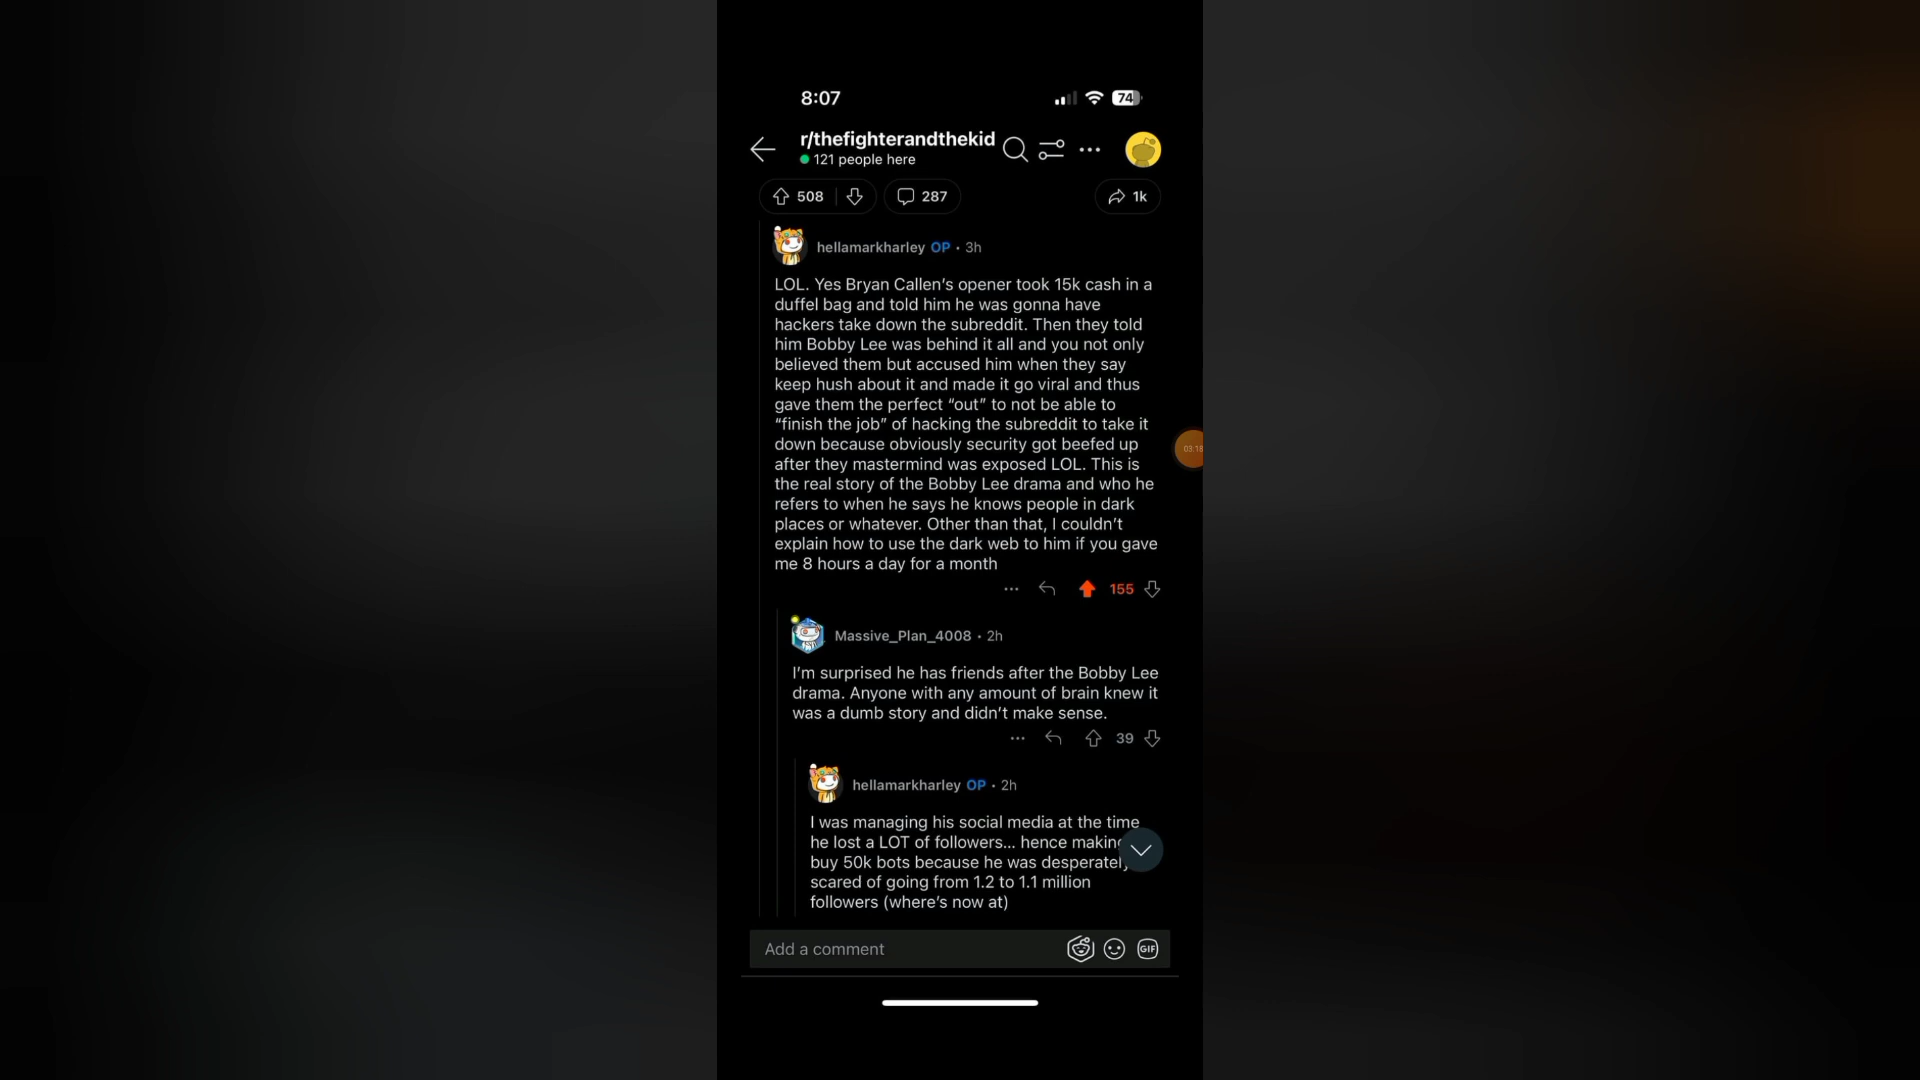 8:07
74
r/thefighterandthekid
121 people here
508
287
1k
hellamarkharley OP • 3h
LOL. Yes Bryan Callen's opener took 15k cash in a
duffel bag and told him he was gonna have
hackers take down the subreddit. Then they told
him Bobby Lee was behind it all and you not only
believed them but accused him when they say
keep hush about it and made it go viral and thus
gave them the perfect “out” to not be able to
“finish the job” of hacking the subreddit to take it
down because obviously security got beefed up
after they mastermind was exposed LOL. This is
the real story of the Bobby Lee drama and who he
refers to when he says he knows people in dark
places or whatever. Other than that, I couldn't
explain how to use the dark web to him if you gave
me 8 hours a day for a month
155
Massive_Plan_4008 • 2h
I'm surprised he has friends after the Bobby Lee
drama. Anyone with any amount of brain knew it
was a dumb story and didn't make sense.
39
hellamarkharley OP • 2h
I was managing his social media at the time
he lost a LOT of followers... hence
buy 50k bots because he was
scared of going from 1.2 to 1.1 million
followers (where's now at)
Add a comment
GIF